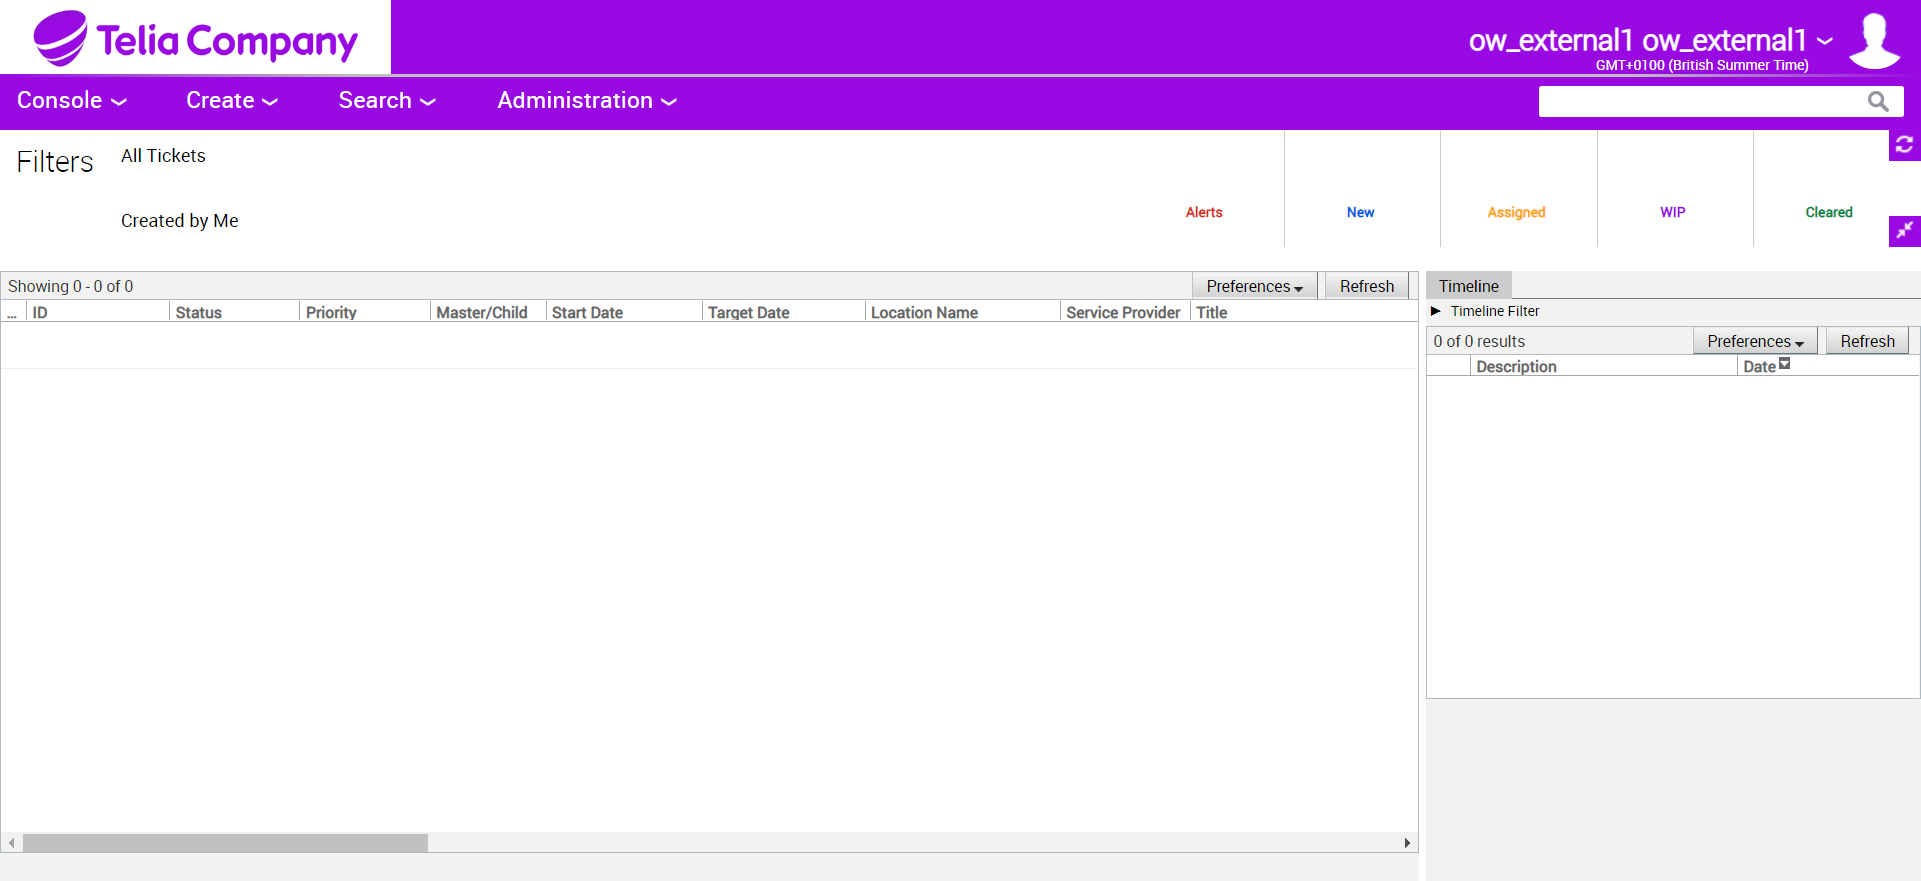 Telia Company
ow_external1 ow_external1
GMT+0100 (British Summer Time)
Console Create Search Administration
Filters All Tickets
Created by Me
Alerts New Assigned WIP Cleared
Showing 0 - 0 of 0 Preferences Refresh
... ID Status Priority Master/Child Start Date Target Date Location Name Service Provider Title
Timeline
Timeline Filter
0 of 0 results Preferences Refresh
Description Date